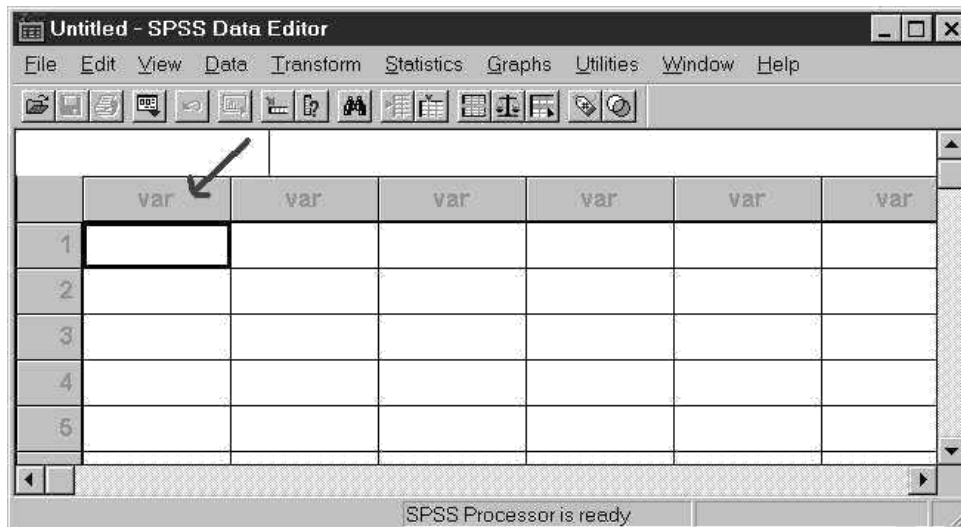 Untitled - SPSS Data Editor
File Edit View Data Transform Statistics Graphs Utilities Window Help
var var var var var var
1
2
3
4
5
SPSS Processor is ready